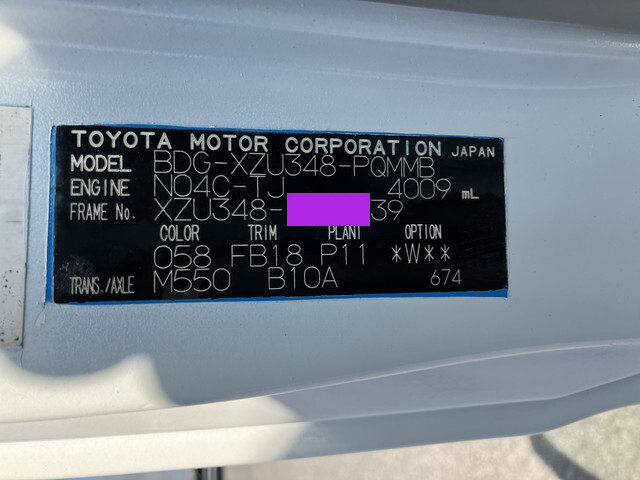 TOYOTA MOTOR CORPORATION JAPAN
MODEL BDG-XZU348-PQMMB
ENGINE N04C-TJ 4009 mL
FRAME No. XZU348- 39
COLOR TRIM PLANT OPTION
058 FB18 P11 *W**
TRANS./AXLE M550 B10A 674